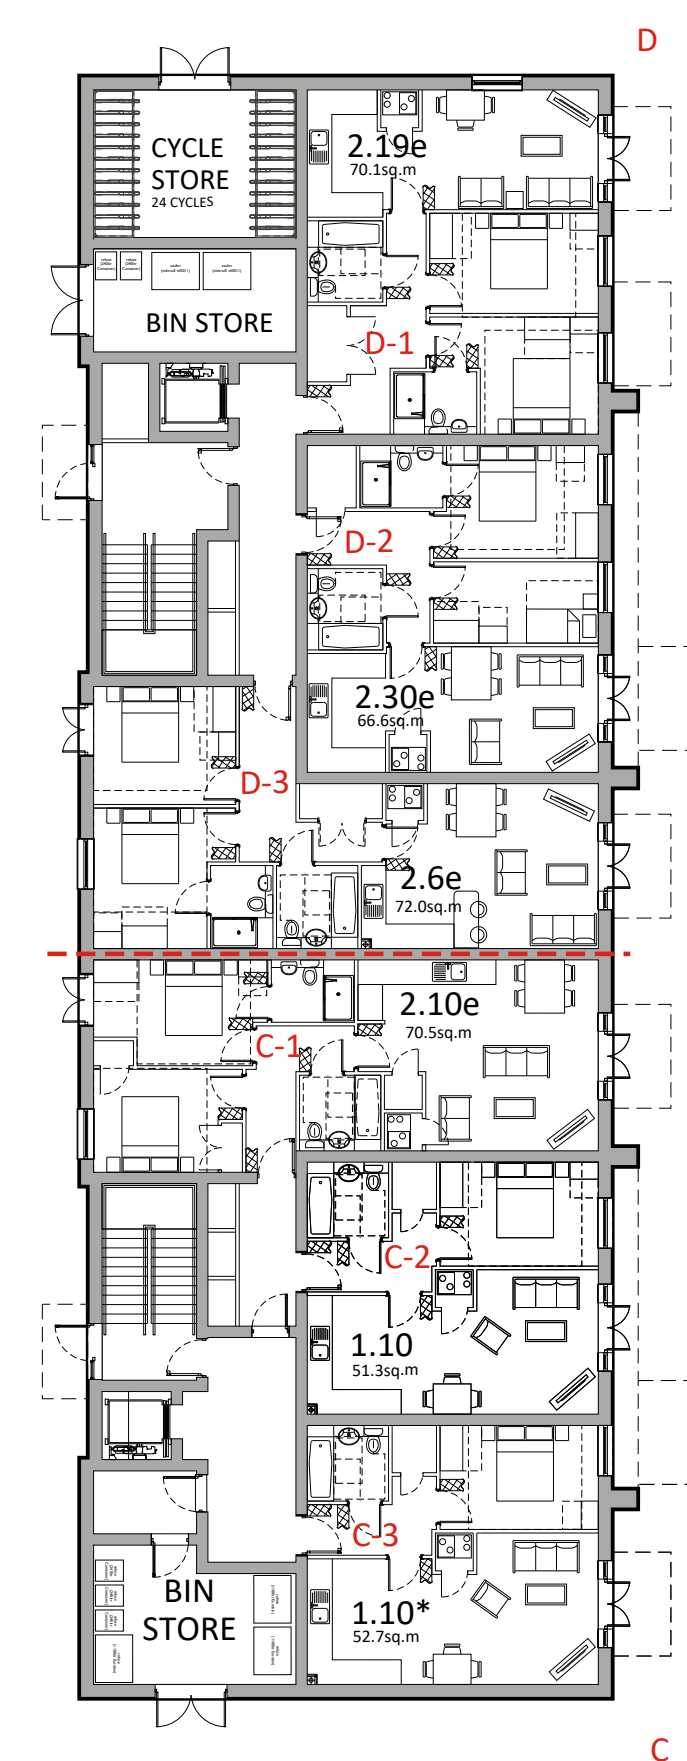 D
CYCLE
STORE
24 CYCLES
2.19e
70.1sq.m
BIN STORE
D-1
D-2
2.30e
66.6sq.m
D-3
2.6e
72.0sq.m
2.10e
70.5sq.m
C-1
C-2
1.10
51.3sq.m
C-3
BIN
STORE
1.10*
52.7sq.m
C